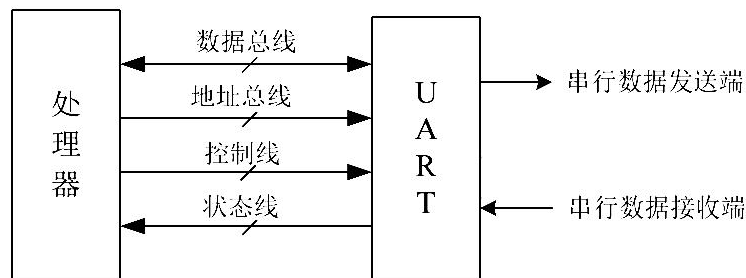 处理器
数据总线
地址总线
控制线
状态线
UART
串行数据发送端
串行数据接收端